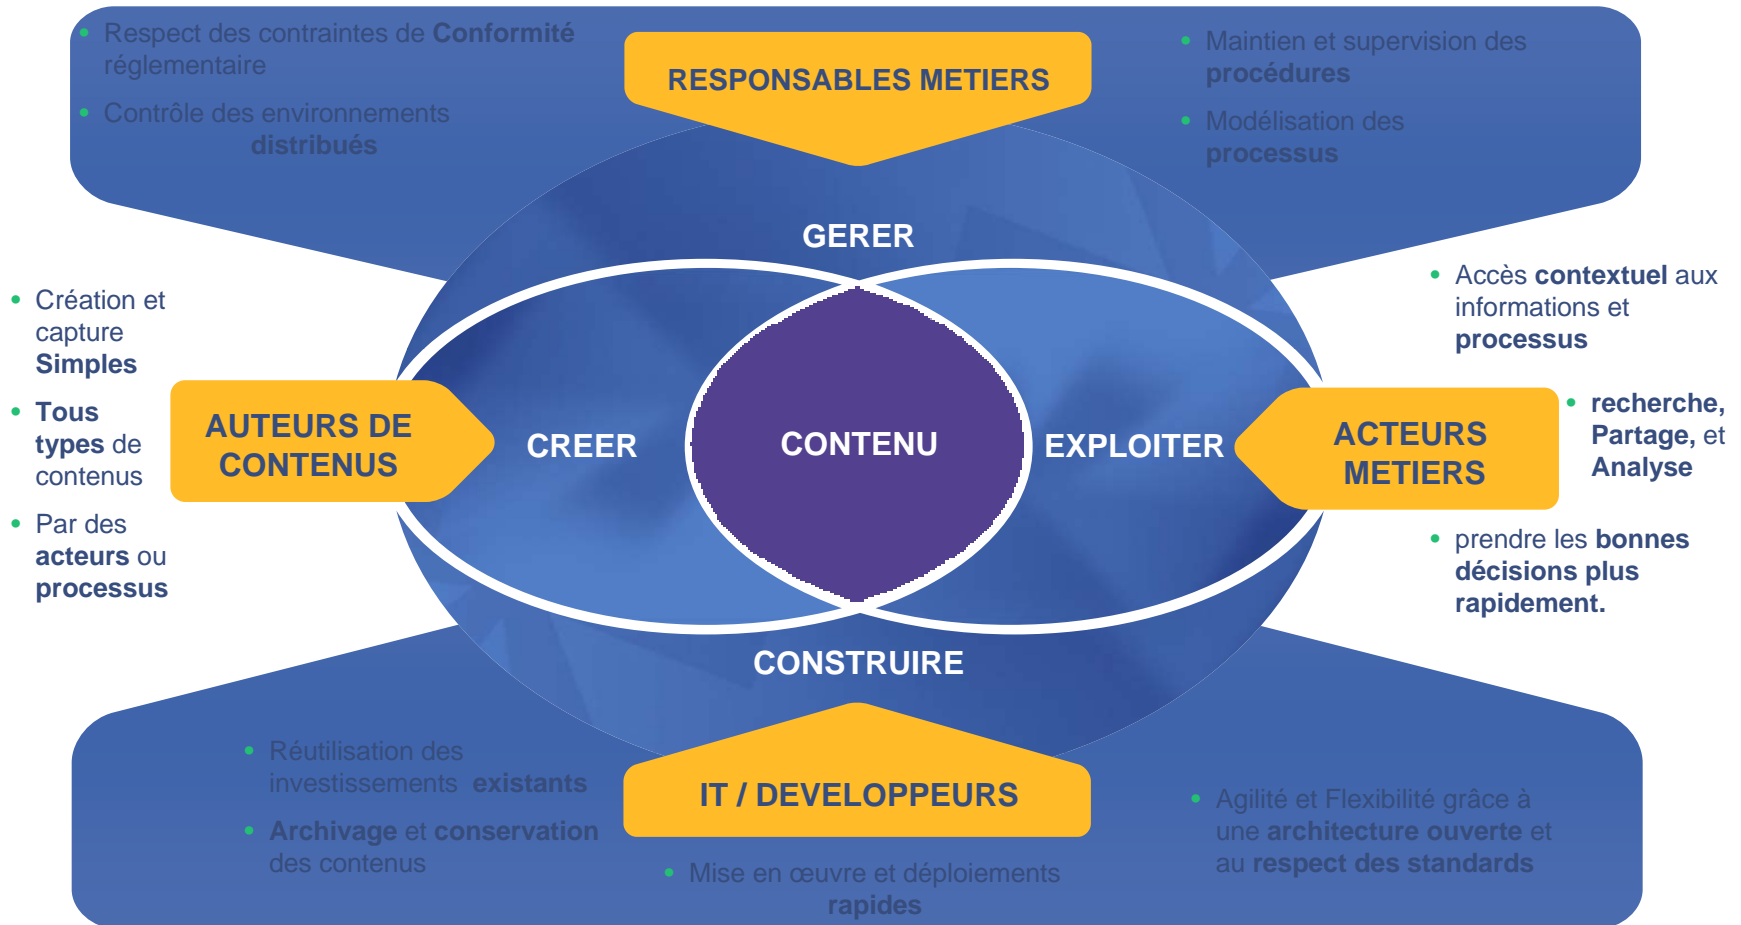 • Respect des contraintes de Conformité
réglementaire
• Contrôle des environnements
distribués
RESPONSABLES METIERS
• Maintien et supervision des
procédures
• Modélisation des
processus
GERER
• Création et
capture
Simples
• Tous
types de
contenus
• Par des
acteurs ou
processus
AUTEURS DE
CONTENUS
CREER
CONTENU
EXPLOITER
ACTEURS
METIERS
• Accès contextuel aux
informations et
processus
• recherche,
Partage, et
Analyse
• prendre les bonnes
décisions plus
rapidement.
CONSTRUIRE
• Réutilisation des
investissements existants
• Archivage et conservation
des contenus
IT / DEVELOPPEURS
• Mise en œuvre et déploiements
rapides
• Agilité et Flexibilité grâce à
une architecture ouverte et
au respect des standards